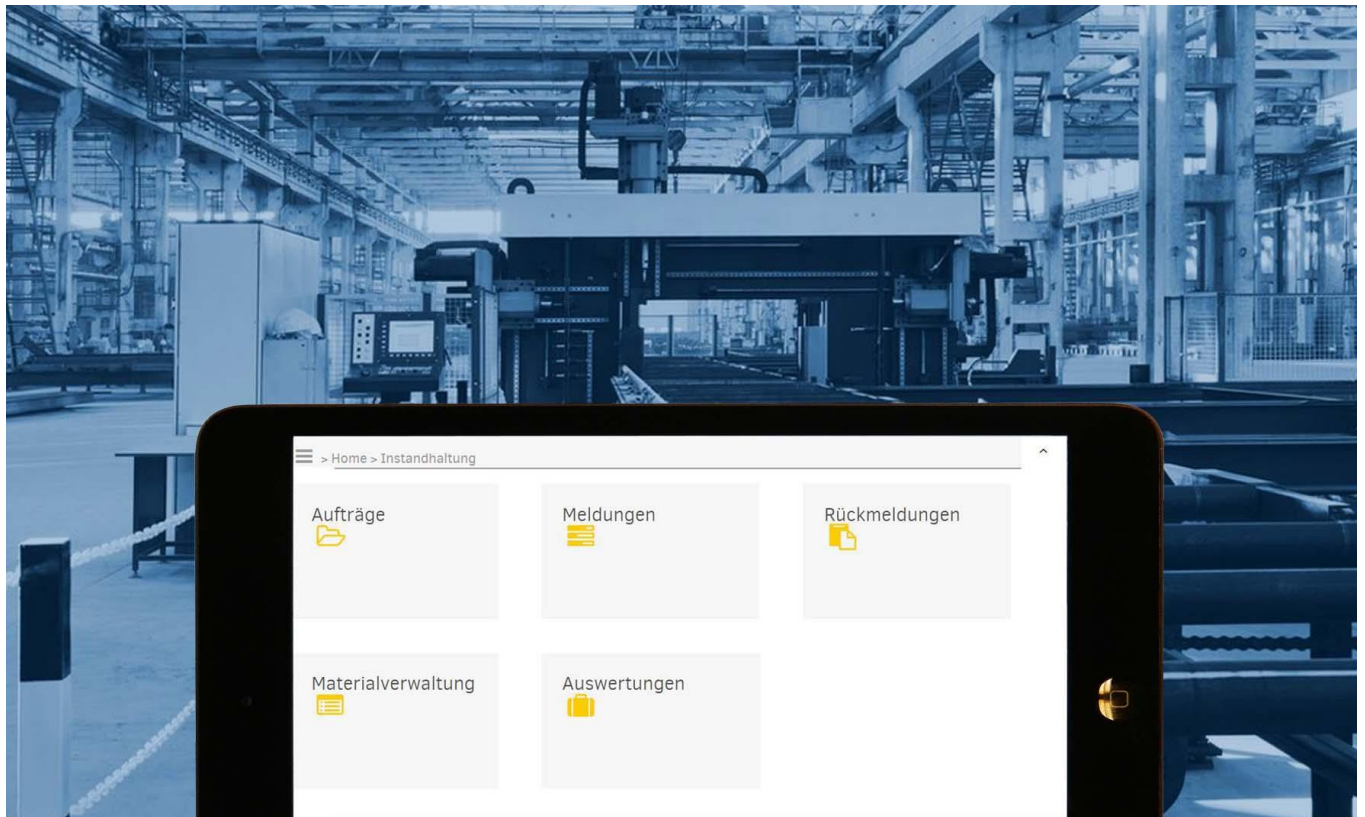 > Home > Instandhaltung
Aufträge
Meldungen
Rückmeldungen
Materialverwaltung
Auswertungen